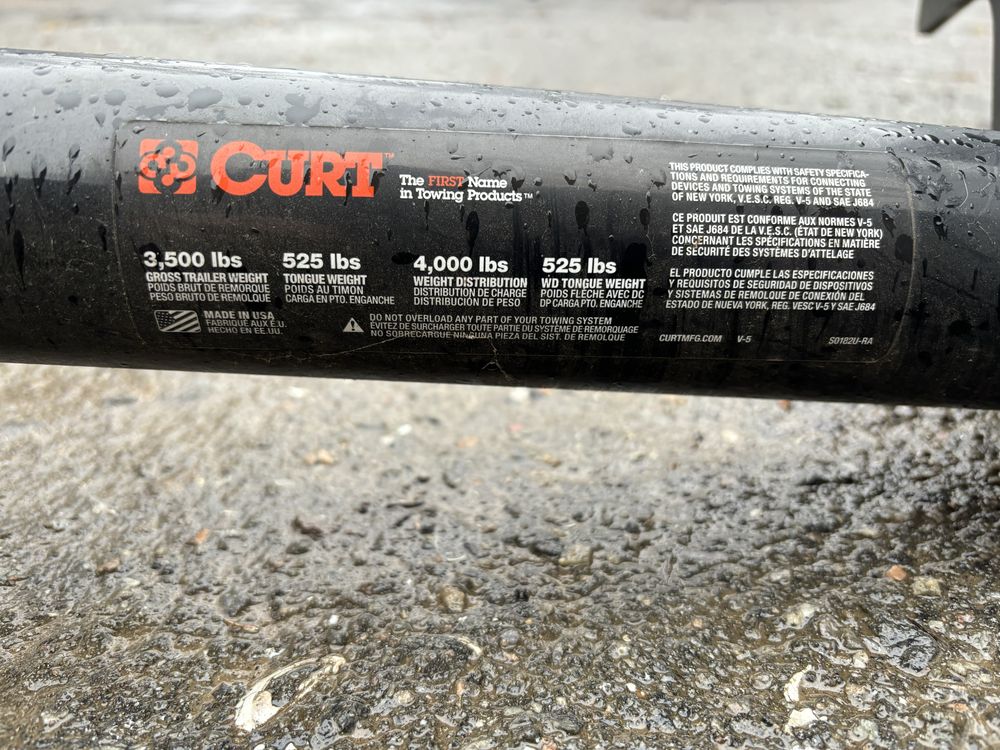 CURT™
The FIRST Name
in Towing Products™
THIS PRODUCT COMPLIES WITH SAFETY SPECIFICA-
TIONS AND REQUIREMENTS FOR CONNECTING
DEVICES AND TOWING SYSTEMS OF THE STATE
OF NEW YORK, V.E.S.C. REG. V-5 AND SAE J684
CE PRODUIT EST CONFORME AUX NORMES V-5
ET SAE J684 DE LA V.E.S.C. (ÉTAT DE NEW YORK)
CONCERNANT LES SPÉCIFICATIONS EN MATIÈRE
DE SÉCURITÉ DES SYSTÈMES D'ATTELAGE
EL PRODUCTO CUMPLE LAS ESPECIFICACIONES
Y REQUISITOS DE SEGURIDAD DE DISPOSITIVOS
Y SISTEMAS DE REMOLQUE DE CONEXIÓN DEL
ESTADO DE NUEVA YORK, REG. VESC V-5 Y SAE J684
3,500 lbs
GROSS TRAILER WEIGHT
POIDS BRUT DE REMORQUE
PESO BRUTO DE REMOLQUE
525 lbs
TONGUE WEIGHT
POIDS AU TIMON
CARGA EN PTO. ENGANCHE
4,000 lbs
WEIGHT DISTRIBUTION
DISTRIBUTION DE CHARGE
DISTRIBUCIÓN DE PESO
525 lbs
WD TONGUE WEIGHT
POIDS FLÈCHE AVEC DC
DP CARGA PTO. ENGANCHE
MADE IN USA
FABRIQUÉ AUX É.U.
HECHO EN EE.UU.
DO NOT OVERLOAD ANY PART OF YOUR TOWING SYSTEM
ÉVITEZ DE SURCHARGER TOUTE PARTIE DU SYSTÈME DE REMORQUAGE
NO SOBRECARGUE NINGUNA PIEZA DEL SIST. DE REMOLQUE
CURTMFG.COM V-5 S0182U-RA